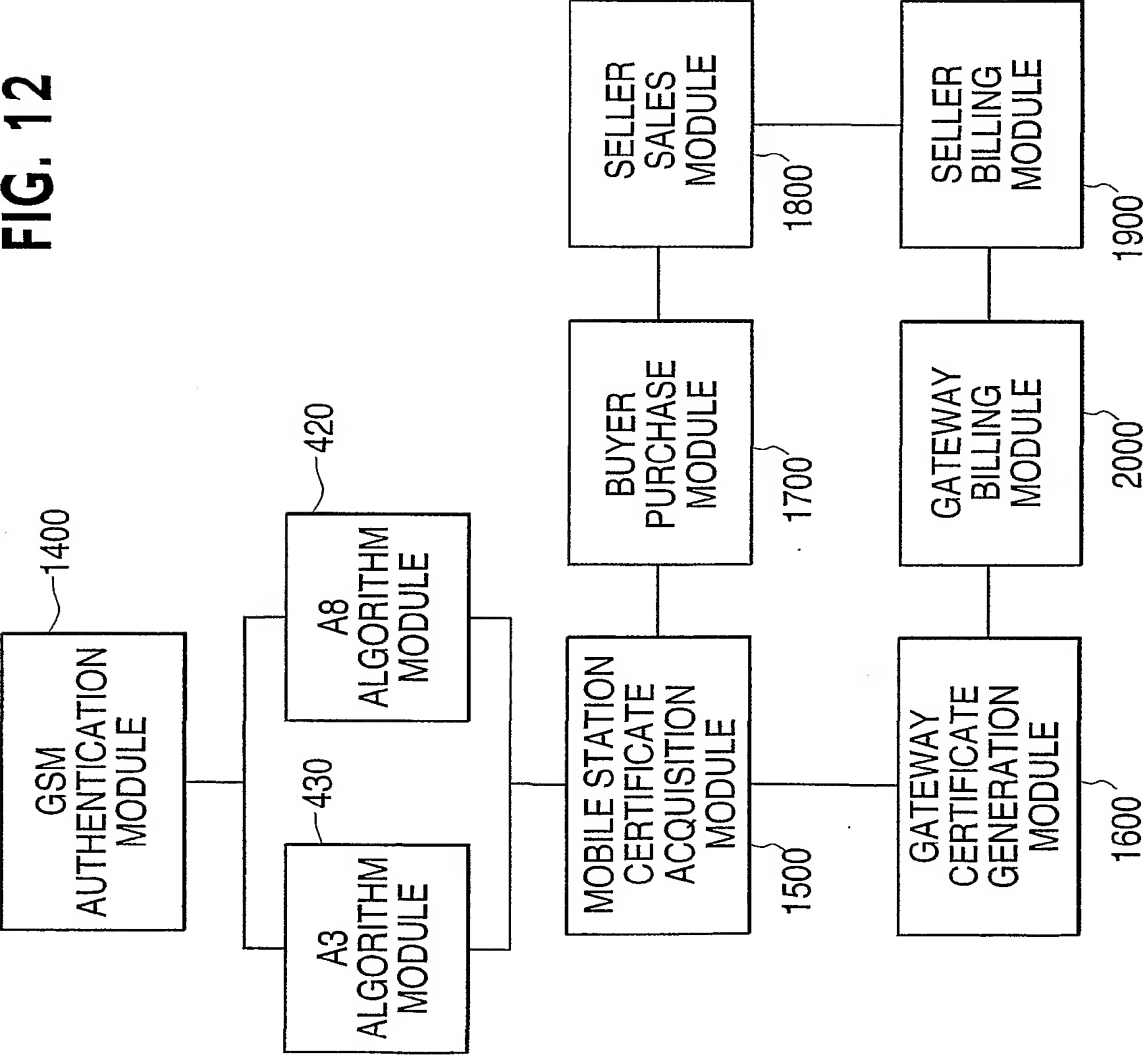 FIG. 12
GSM
AUTHENTICATION
MODULE
1400
A3
ALGORITHM
MODULE
430
A8
ALGORITHM
MODULE
420
MOBILE STATION
CERTIFICATE
ACQUISITION
MODULE
1500
BUYER
PURCHASE
MODULE
1700
SELLER
SALES
MODULE
1800
GATEWAY
CERTIFICATE
GENERATION
MODULE
1600
GATEWAY
BILLING
MODULE
2000
SELLER
BILLING
MODULE
1900